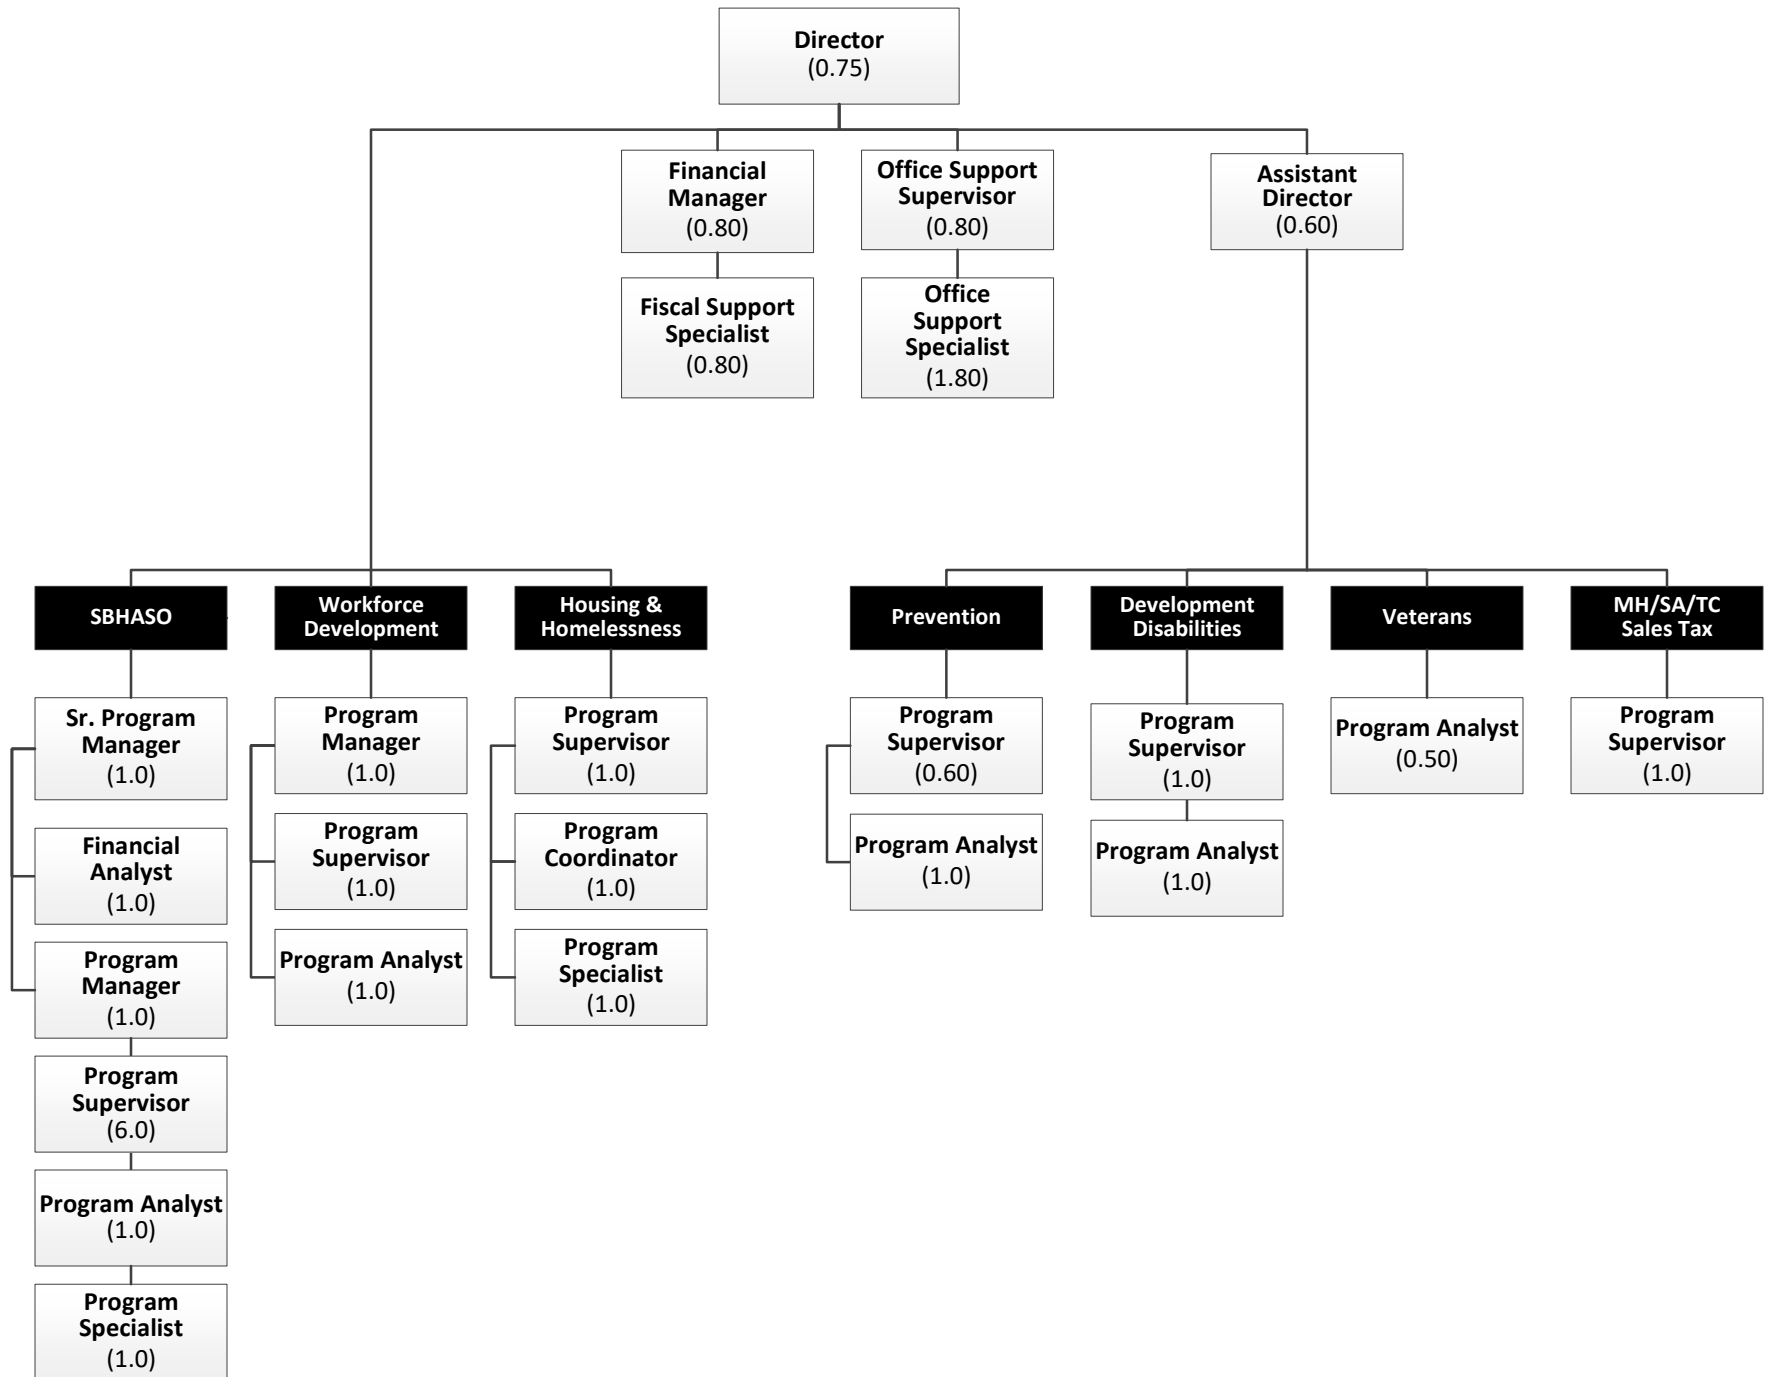 Director
(0.75)
Financial
Manager
(0.80)
Office Support
Supervisor
(0.80)
Assistant
Director
(0.60)
Fiscal Support
Specialist
(0.80)
Office
Support
Specialist
(1.80)
SBHASO
Workforce
Development
Housing &
Homelessness
Prevention
Development
Disabilities
Veterans
MH/SA/TC
Sales Tax
Sr. Program
Manager
(1.0)
Financial
Analyst
(1.0)
Program
Manager
(1.0)
Program
Supervisor
(6.0)
Program Analyst
(1.0)
Program
Specialist
(1.0)
Program
Manager
(1.0)
Program
Supervisor
(1.0)
Program Analyst
(1.0)
Program
Supervisor
(1.0)
Program
Coordinator
(1.0)
Program
Specialist
(1.0)
Program
Supervisor
(0.60)
Program Analyst
(1.0)
Program
Supervisor
(1.0)
Program Analyst
(1.0)
Program Analyst
(0.50)
Program
Supervisor
(1.0)